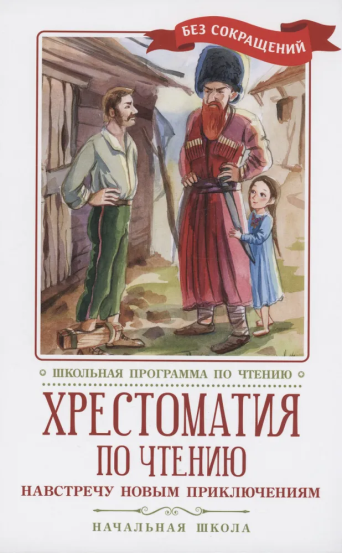 БЕЗ СОКРАЩЕНИЙ
ШКОЛЬНАЯ ПРОГРАММА ПО ЧТЕНИЮ
ХРЕСТОМАТИЯ
ПО ЧТЕНИЮ
НАВСТРЕЧУ НОВЫМ ПРИКЛЮЧЕНИЯМ
НАЧАЛЬНАЯ ШКОЛА